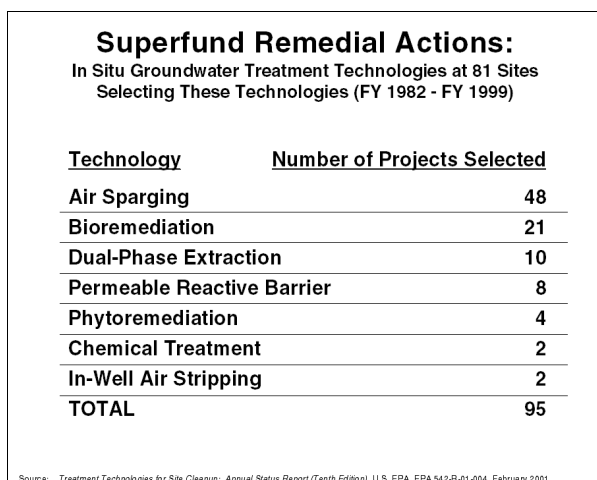 Superfund Remedial Actions:
In Situ Groundwater Treatment Technologies at 81 Sites
Selecting These Technologies (FY 1982 - FY 1999)
Technology Number of Projects Selected
Air Sparging 48
Bioremediation 21
Dual-Phase Extraction 10
Permeable Reactive Barrier 8
Phytoremediation 4
Chemical Treatment 2
In-Well Air Stripping 2
TOTAL 95
Source: Treatment Technologies for Site Cleanup: Annual Status Report (Tenth Edition), U.S. EPA, EPA 542-R-01-004, February 2001